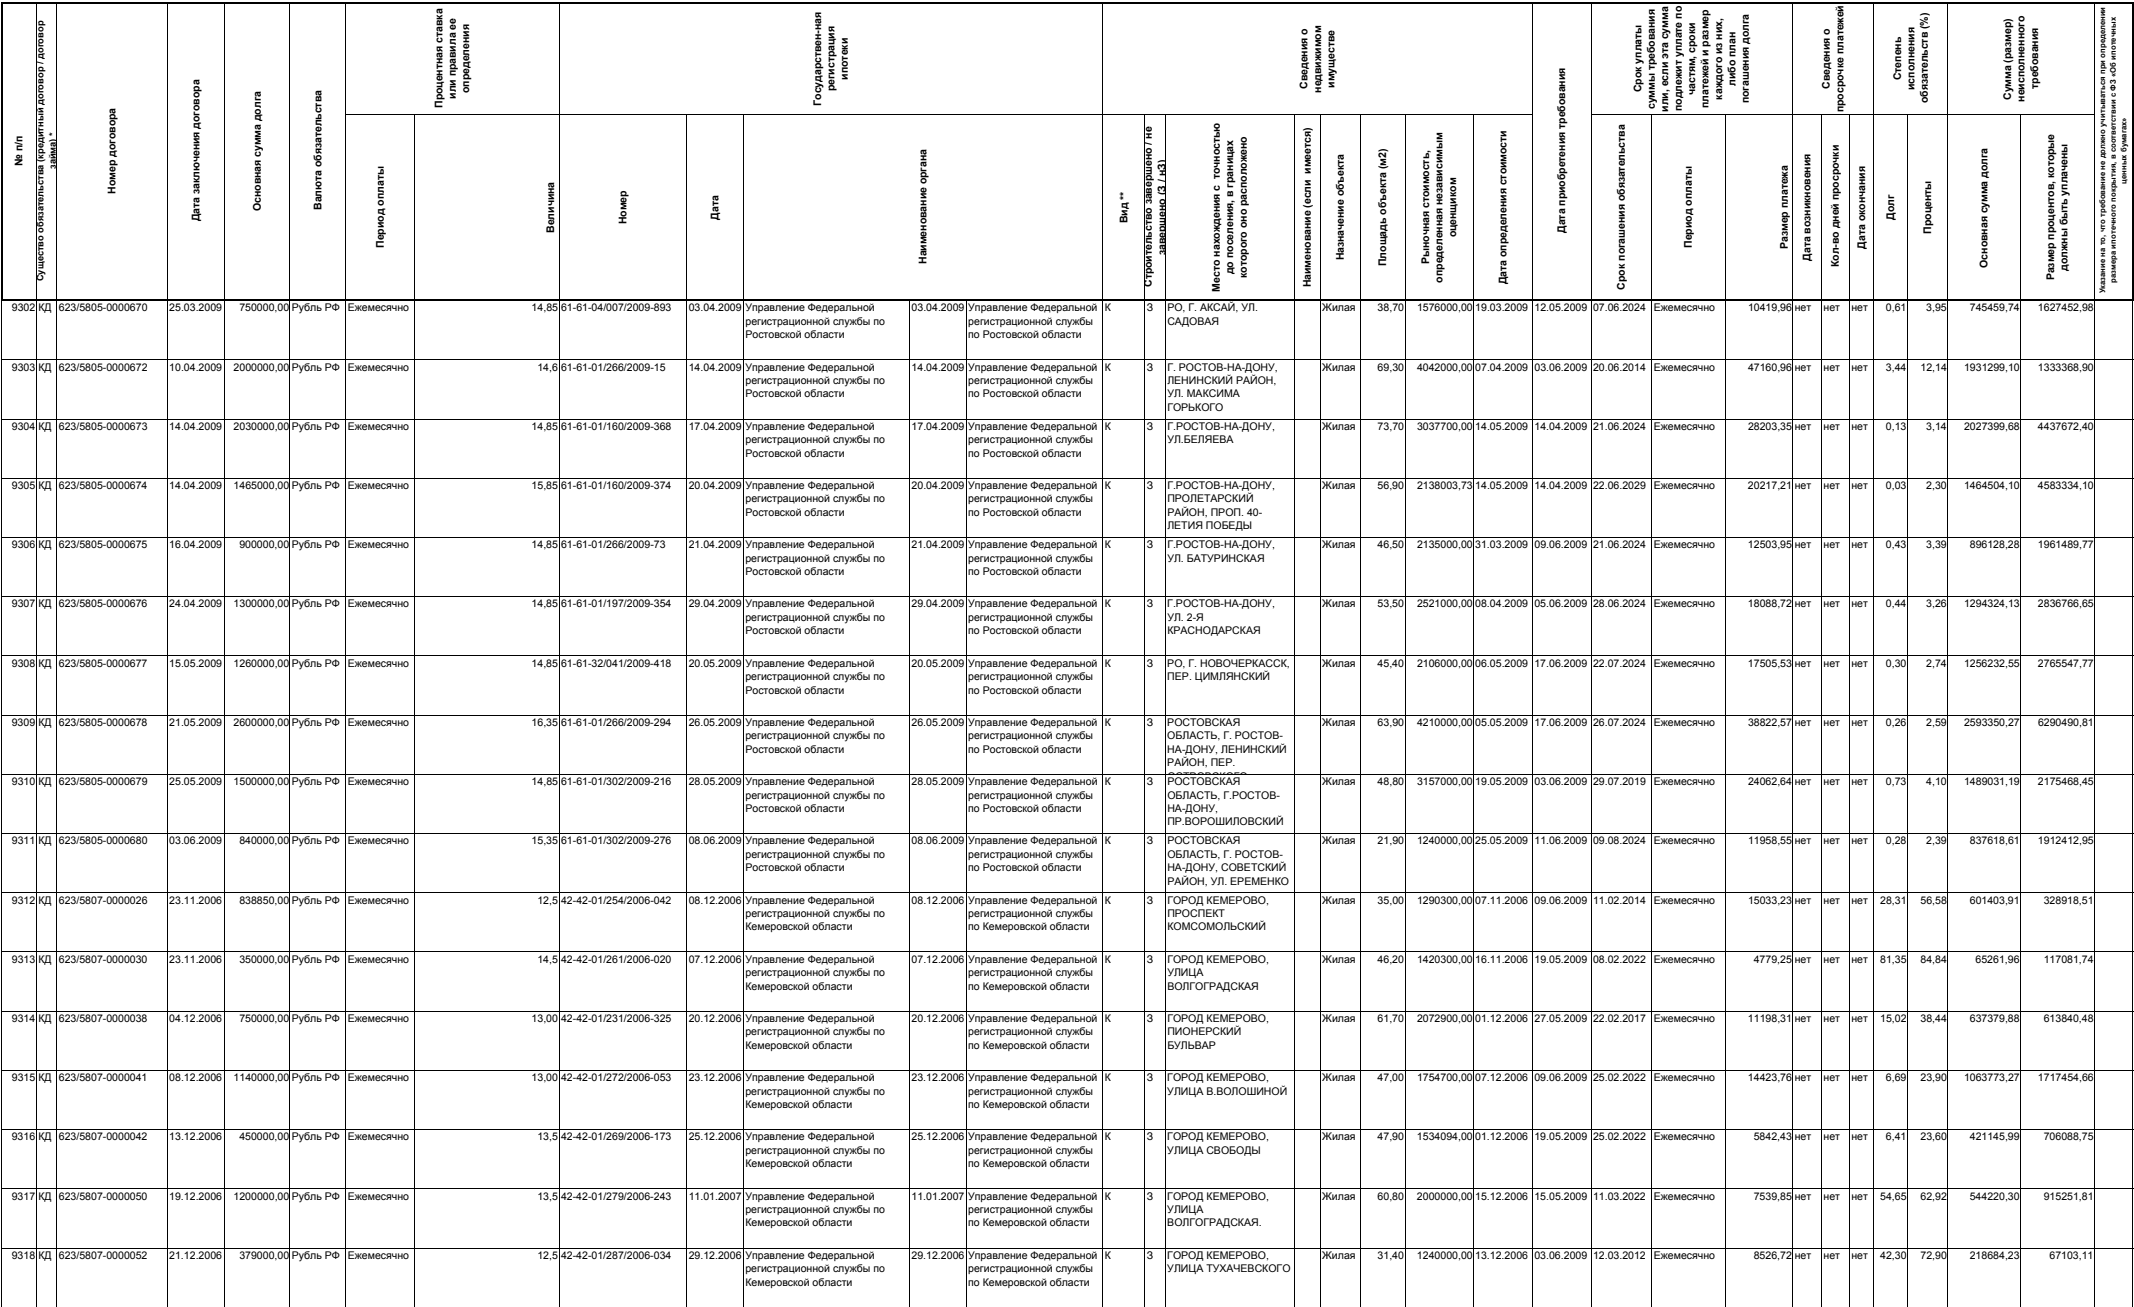 № п/п
Существо обязательства (кредитный договор / договор займа) *
Номер договора
Дата заключения договора
Основная сумма долга
Валюта обязательства
Процентная ставка или правила ее определения
Период оплаты
Величина
Государствен-ная регистрация ипотеки
Номер
Дата
Наименование органа
Сведения о недвижимом имуществе
Вид **
Строительство завершено / не завершено (З / нЗ)
Место нахождения с точностью до поселения, в границах которого оно расположено
Наименование (если имеется)
Назначение объекта
Площадь объекта (м2)
Рыночная стоимость, определенная независимым оценщиком
Дата определения стоимости
Дата приобретения требования
Срок уплаты суммы требования или, если эта сумма подлежит уплате по частям, сроки платежей и размер каждого из них, либо план погашения долга
Срок погашения обязательства
Период оплаты
Размер платежа
Сведения о просрочке платежей
Дата возникновения
Кол-во дней просрочки
Дата окончания
Степень исполнения обязательств (%)
Долг
Проценты
Сумма (размер) неисполненного требования
Основная сумма долга
Размер процентов, которые должны быть уплачены
Указание на то, что требование не должно учитываться при определении размера ипотечного покрытия, в соответствии с ФЗ «Об ипотечных ценных бумагах»
9302 КД 623/5805-0000670 25.03.2009 750000,00 Рубль РФ Ежемесячно 14,85 61-61-04/007/2009-893 03.04.2009 Управление Федеральной регистрационной службы по Ростовской области 03.04.2009 Управление Федеральной регистрационной службы по Ростовской области К З РО, Г. АКСАЙ, УЛ. САДОВАЯ Жилая 38,70 1576000,00 19.03.2009 12.05.2009 07.06.2024 Ежемесячно 10419,96 нет нет нет 0,61 3,95 745459,74 1627452,98
9303 КД 623/5805-0000672 10.04.2009 2000000,00 Рубль РФ Ежемесячно 14,6 61-61-01/266/2009-15 14.04.2009 Управление Федеральной регистрационной службы по Ростовской области 14.04.2009 Управление Федеральной регистрационной службы по Ростовской области К З Г. РОСТОВ-НА-ДОНУ, ЛЕНИНСКИЙ РАЙОН, УЛ. МАКСИМА ГОРЬКОГО Жилая 69,30 4042000,00 07.04.2009 03.06.2009 20.06.2014 Ежемесячно 47160,96 нет нет нет 3,44 12,14 1931299,10 1333368,90
9304 КД 623/5805-0000673 14.04.2009 2030000,00 Рубль РФ Ежемесячно 14,85 61-61-01/160/2009-368 17.04.2009 Управление Федеральной регистрационной службы по Ростовской области 17.04.2009 Управление Федеральной регистрационной службы по Ростовской области К З Г.РОСТОВ-НА-ДОНУ, УЛ.БЕЛЯЕВА Жилая 73,70 3037700,00 14.05.2009 14.04.2009 21.06.2024 Ежемесячно 28203,35 нет нет нет 0,13 3,14 2027399,68 4437672,40
9305 КД 623/5805-0000674 14.04.2009 1465000,00 Рубль РФ Ежемесячно 15,85 61-61-01/160/2009-374 20.04.2009 Управление Федеральной регистрационной службы по Ростовской области 20.04.2009 Управление Федеральной регистрационной службы по Ростовской области К З Г.РОСТОВ-НА-ДОНУ, ПРОЛЕТАРСКИЙ РАЙОН, ПРОП. 40-ЛЕТИЯ ПОБЕДЫ Жилая 56,90 2138003,73 14.05.2009 14.04.2009 22.06.2029 Ежемесячно 20217,21 нет нет нет 0,03 2,30 1464504,10 4583334,10
9306 КД 623/5805-0000675 16.04.2009 900000,00 Рубль РФ Ежемесячно 14,85 61-61-01/266/2009-73 21.04.2009 Управление Федеральной регистрационной службы по Ростовской области 21.04.2009 Управление Федеральной регистрационной службы по Ростовской области К З Г.РОСТОВ-НА-ДОНУ, УЛ. БАТУРИНСКАЯ Жилая 46,50 2135000,00 31.03.2009 09.06.2009 21.06.2024 Ежемесячно 12503,95 нет нет нет 0,43 3,39 896128,28 1961489,77
9307 КД 623/5805-0000676 24.04.2009 1300000,00 Рубль РФ Ежемесячно 14,85 61-61-01/197/2009-354 29.04.2009 Управление Федеральной регистрационной службы по Ростовской области 29.04.2009 Управление Федеральной регистрационной службы по Ростовской области К З Г.РОСТОВ-НА-ДОНУ, УЛ. 2-Я КРАСНОДАРСКАЯ Жилая 53,50 2521000,00 08.04.2009 05.06.2009 28.06.2024 Ежемесячно 18088,72 нет нет нет 0,44 3,26 1294324,13 2836766,65
9308 КД 623/5805-0000677 15.05.2009 1260000,00 Рубль РФ Ежемесячно 14,85 61-61-32/041/2009-418 20.05.2009 Управление Федеральной регистрационной службы по Ростовской области 20.05.2009 Управление Федеральной регистрационной службы по Ростовской области К З РО, Г. НОВОЧЕРКАССК, ПЕР. ЦИМЛЯНСКИЙ Жилая 45,40 2106000,00 06.05.2009 17.06.2009 22.07.2024 Ежемесячно 17505,53 нет нет нет 0,30 2,74 1256232,55 2765547,77
9309 КД 623/5805-0000678 21.05.2009 2600000,00 Рубль РФ Ежемесячно 16,35 61-61-01/266/2009-294 26.05.2009 Управление Федеральной регистрационной службы по Ростовской области 26.05.2009 Управление Федеральной регистрационной службы по Ростовской области К З РОСТОВСКАЯ ОБЛАСТЬ, Г. РОСТОВ-НА-ДОНУ, ЛЕНИНСКИЙ РАЙОН, ПЕР. Жилая 63,90 4210000,00 05.05.2009 17.06.2009 26.07.2024 Ежемесячно 38822,57 нет нет нет 0,26 2,59 2593350,27 6290490,81
9310 КД 623/5805-0000679 25.05.2009 1500000,00 Рубль РФ Ежемесячно 14,85 61-61-01/302/2009-216 28.05.2009 Управление Федеральной регистрационной службы по Ростовской области 28.05.2009 Управление Федеральной регистрационной службы по Ростовской области К З РОСТОВСКАЯ ОБЛАСТЬ, Г.РОСТОВ-НА-ДОНУ, ПР.ВОРОШИЛОВСКИЙ Жилая 48,80 3157000,00 19.05.2009 03.06.2009 29.07.2019 Ежемесячно 24062,64 нет нет нет 0,73 4,10 1489031,19 2175468,45
9311 КД 623/5805-0000680 03.06.2009 840000,00 Рубль РФ Ежемесячно 15,35 61-61-01/302/2009-276 08.06.2009 Управление Федеральной регистрационной службы по Ростовской области 08.06.2009 Управление Федеральной регистрационной службы по Ростовской области К З РОСТОВСКАЯ ОБЛАСТЬ, Г. РОСТОВ-НА-ДОНУ, СОВЕТСКИЙ РАЙОН, УЛ. ЕРЕМЕНКО Жилая 21,90 1240000,00 25.05.2009 11.06.2009 09.08.2024 Ежемесячно 11958,55 нет нет нет 0,28 2,39 837618,61 1912412,95
9312 КД 623/5807-0000026 23.11.2006 838850,00 Рубль РФ Ежемесячно 12,5 42-42-01/254/2006-042 08.12.2006 Управление Федеральной регистрационной службы по Кемеровской области 08.12.2006 Управление Федеральной регистрационной службы по Кемеровской области К З ГОРОД КЕМЕРОВО, ПРОСПЕКТ КОМСОМОЛЬСКИЙ Жилая 35,00 1290300,00 07.11.2006 09.06.2009 11.02.2014 Ежемесячно 15033,23 нет нет нет 28,31 56,58 601403,91 328918,51
9313 КД 623/5807-0000030 23.11.2006 350000,00 Рубль РФ Ежемесячно 14,5 42-42-01/261/2006-020 07.12.2006 Управление Федеральной регистрационной службы по Кемеровской области 07.12.2006 Управление Федеральной регистрационной службы по Кемеровской области К З ГОРОД КЕМЕРОВО, УЛИЦА ВОЛГОГРАДСКАЯ Жилая 46,20 1420300,00 16.11.2006 19.05.2009 08.02.2022 Ежемесячно 4779,25 нет нет нет 81,35 84,84 65261,96 117081,74
9314 КД 623/5807-0000038 04.12.2006 750000,00 Рубль РФ Ежемесячно 13,00 42-42-01/231/2006-325 20.12.2006 Управление Федеральной регистрационной службы по Кемеровской области 20.12.2006 Управление Федеральной регистрационной службы по Кемеровской области К З ГОРОД КЕМЕРОВО, ПИОНЕРСКИЙ БУЛЬВАР Жилая 61,70 2072900,00 01.12.2006 27.05.2009 22.02.2017 Ежемесячно 11198,31 нет нет нет 15,02 38,44 637379,88 613840,48
9315 КД 623/5807-0000041 08.12.2006 1140000,00 Рубль РФ Ежемесячно 13,00 42-42-01/272/2006-053 23.12.2006 Управление Федеральной регистрационной службы по Кемеровской области 23.12.2006 Управление Федеральной регистрационной службы по Кемеровской области К З ГОРОД КЕМЕРОВО, УЛИЦА В.ВОЛОШИНОЙ Жилая 47,00 1754700,00 07.12.2006 09.06.2009 25.02.2022 Ежемесячно 14423,76 нет нет нет 6,69 23,90 1063773,27 1717454,66
9316 КД 623/5807-0000042 13.12.2006 450000,00 Рубль РФ Ежемесячно 13,5 42-42-01/269/2006-173 25.12.2006 Управление Федеральной регистрационной службы по Кемеровской области 25.12.2006 Управление Федеральной регистрационной службы по Кемеровской области К З ГОРОД КЕМЕРОВО, УЛИЦА СВОБОДЫ Жилая 47,90 1534094,00 01.12.2006 19.05.2009 25.02.2022 Ежемесячно 5842,43 нет нет нет 6,41 23,60 421145,99 706088,75
9317 КД 623/5807-0000050 19.12.2006 1200000,00 Рубль РФ Ежемесячно 13,5 42-42-01/279/2006-243 11.01.2007 Управление Федеральной регистрационной службы по Кемеровской области 11.01.2007 Управление Федеральной регистрационной службы по Кемеровской области К З ГОРОД КЕМЕРОВО, УЛИЦА ВОЛГОГРАДСКАЯ. Жилая 60,80 2000000,00 15.12.2006 15.05.2009 11.03.2022 Ежемесячно 7539,85 нет нет нет 54,65 62,92 544220,30 915251,81
9318 КД 623/5807-0000052 21.12.2006 379000,00 Рубль РФ Ежемесячно 12,5 42-42-01/287/2006-034 29.12.2006 Управление Федеральной регистрационной службы по Кемеровской области 29.12.2006 Управление Федеральной регистрационной службы по Кемеровской области К З ГОРОД КЕМЕРОВО, УЛИЦА ТУХАЧЕВСКОГО Жилая 31,40 1240000,00 13.12.2006 03.06.2009 12.03.2012 Ежемесячно 8526,72 нет нет нет 42,30 72,90 218684,23 67103,11